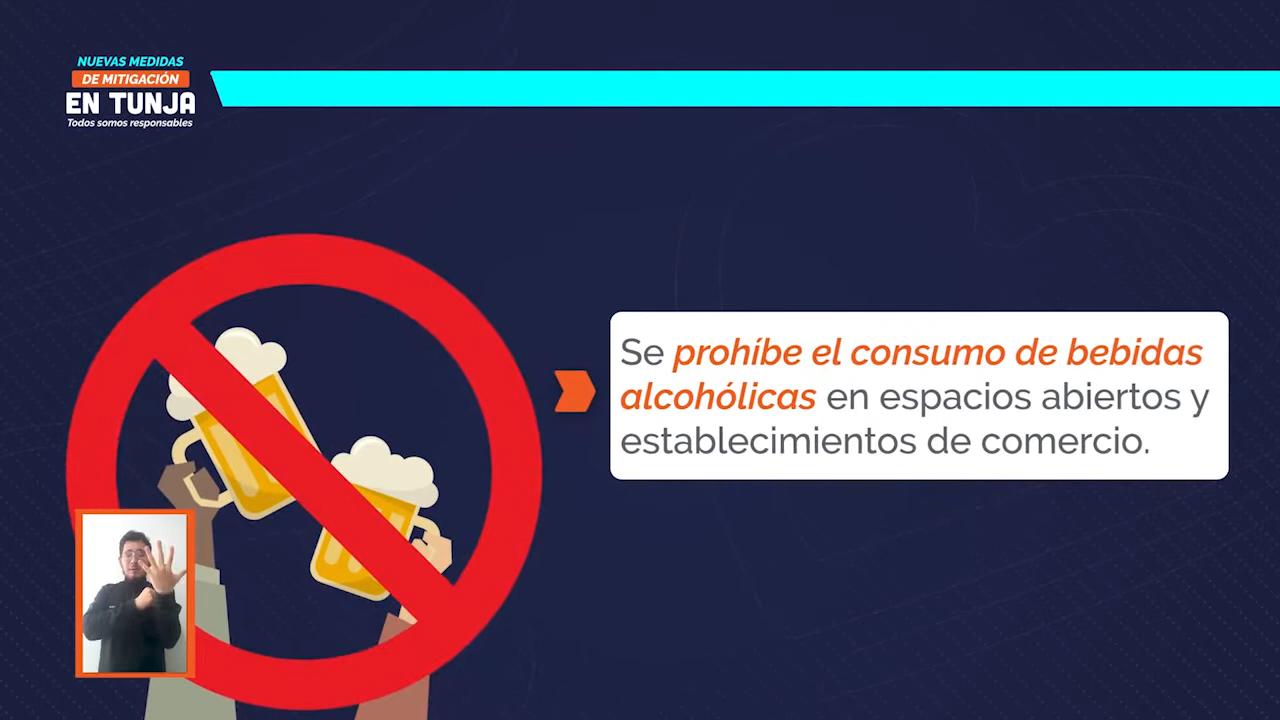 NUEVAS MEDIDAS
DE MITIGACIÓN
EN TUNJA
Todos somos responsables
Se prohíbe el consumo de bebidas
alcohólicas en espacios abiertos y
establecimientos de comercio.